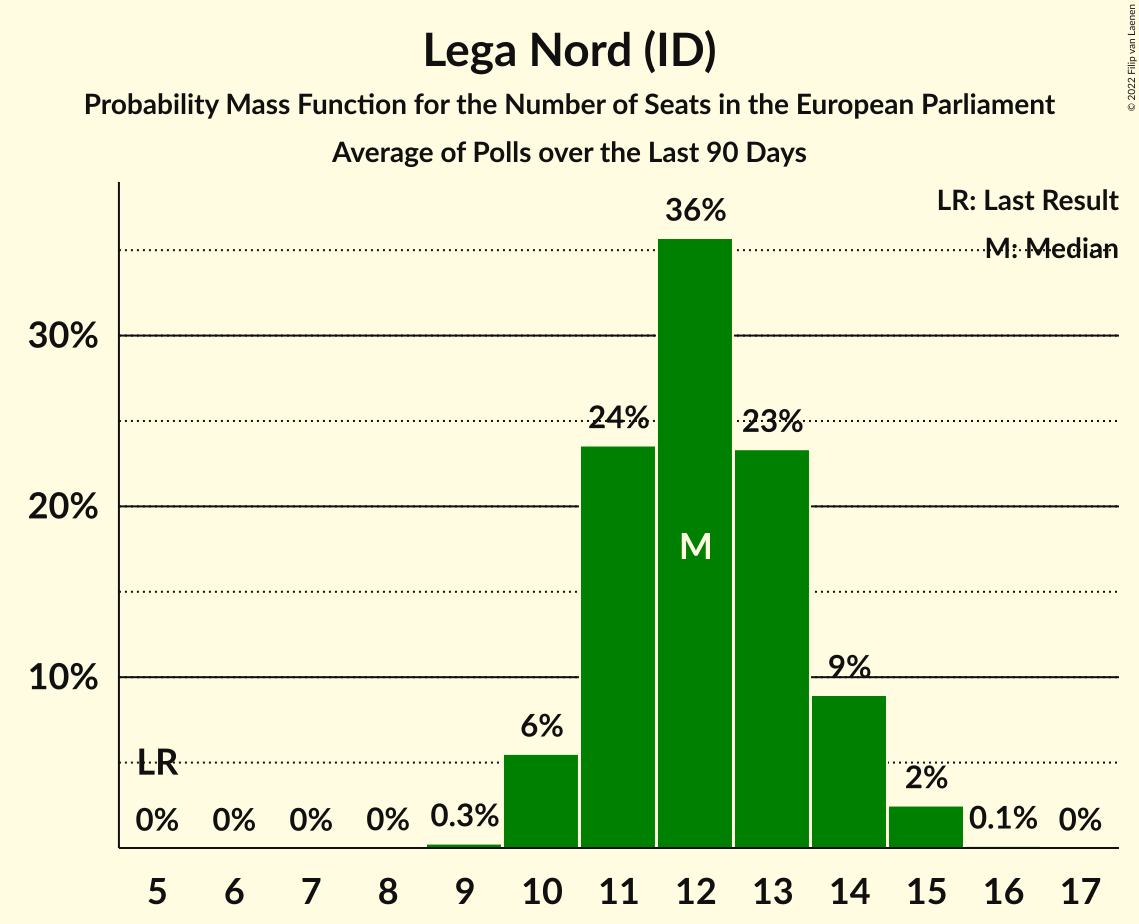 Lega Nord (ID)
Probability Mass Function for the Number of Seats in the European Parliament
Average of Polls over the Last 90 Days
© 2022 Filip van Laenen
LR: Last Result
M: Median
36%
30%
24%
23%
20%
M
10%
9%
6%
LR
2%
0%
0%
0%
0%
0.3%
0.1%
0%
5 6 7 8 9 10 11 12 13 14 15 16 17